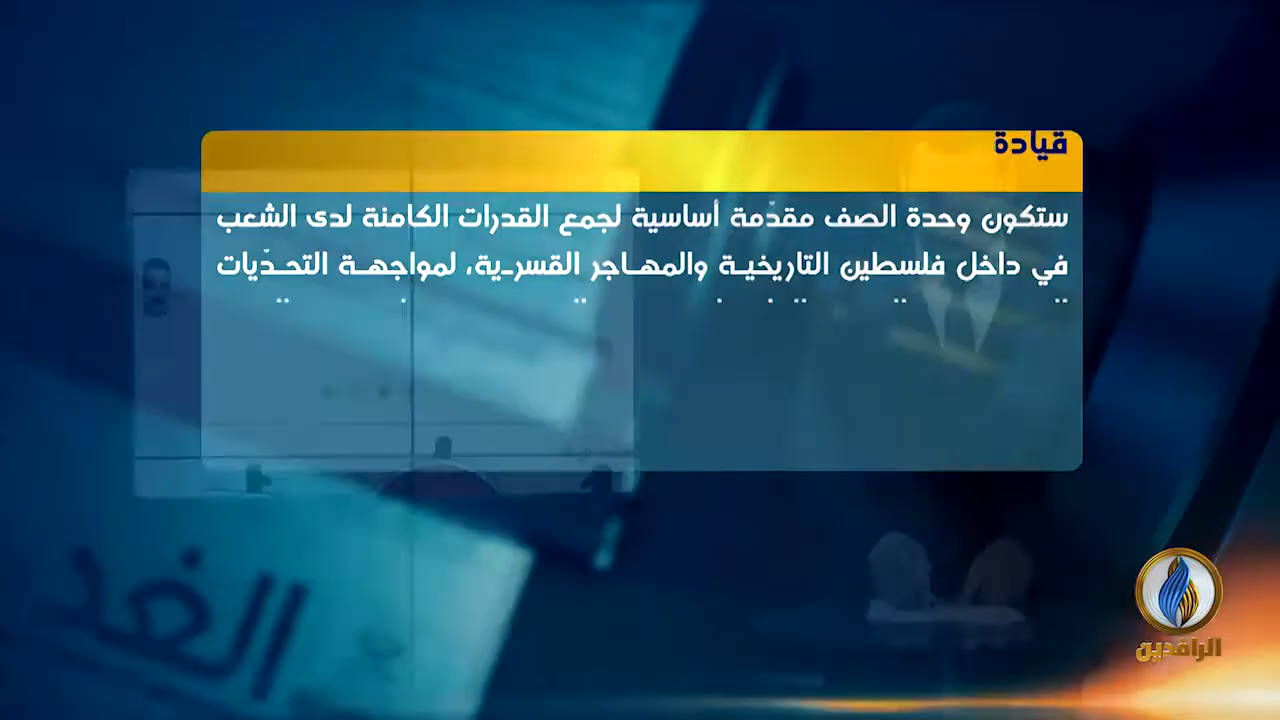 قيادة
ستكون وحدة الصف مقدّمة أساسية لجمع القدرات الكامنة لدى الشعب
في داخل فلسطين التاريخية والمهاجر القسرية، لمواجهة التحدّيات
الغد
الرافدين